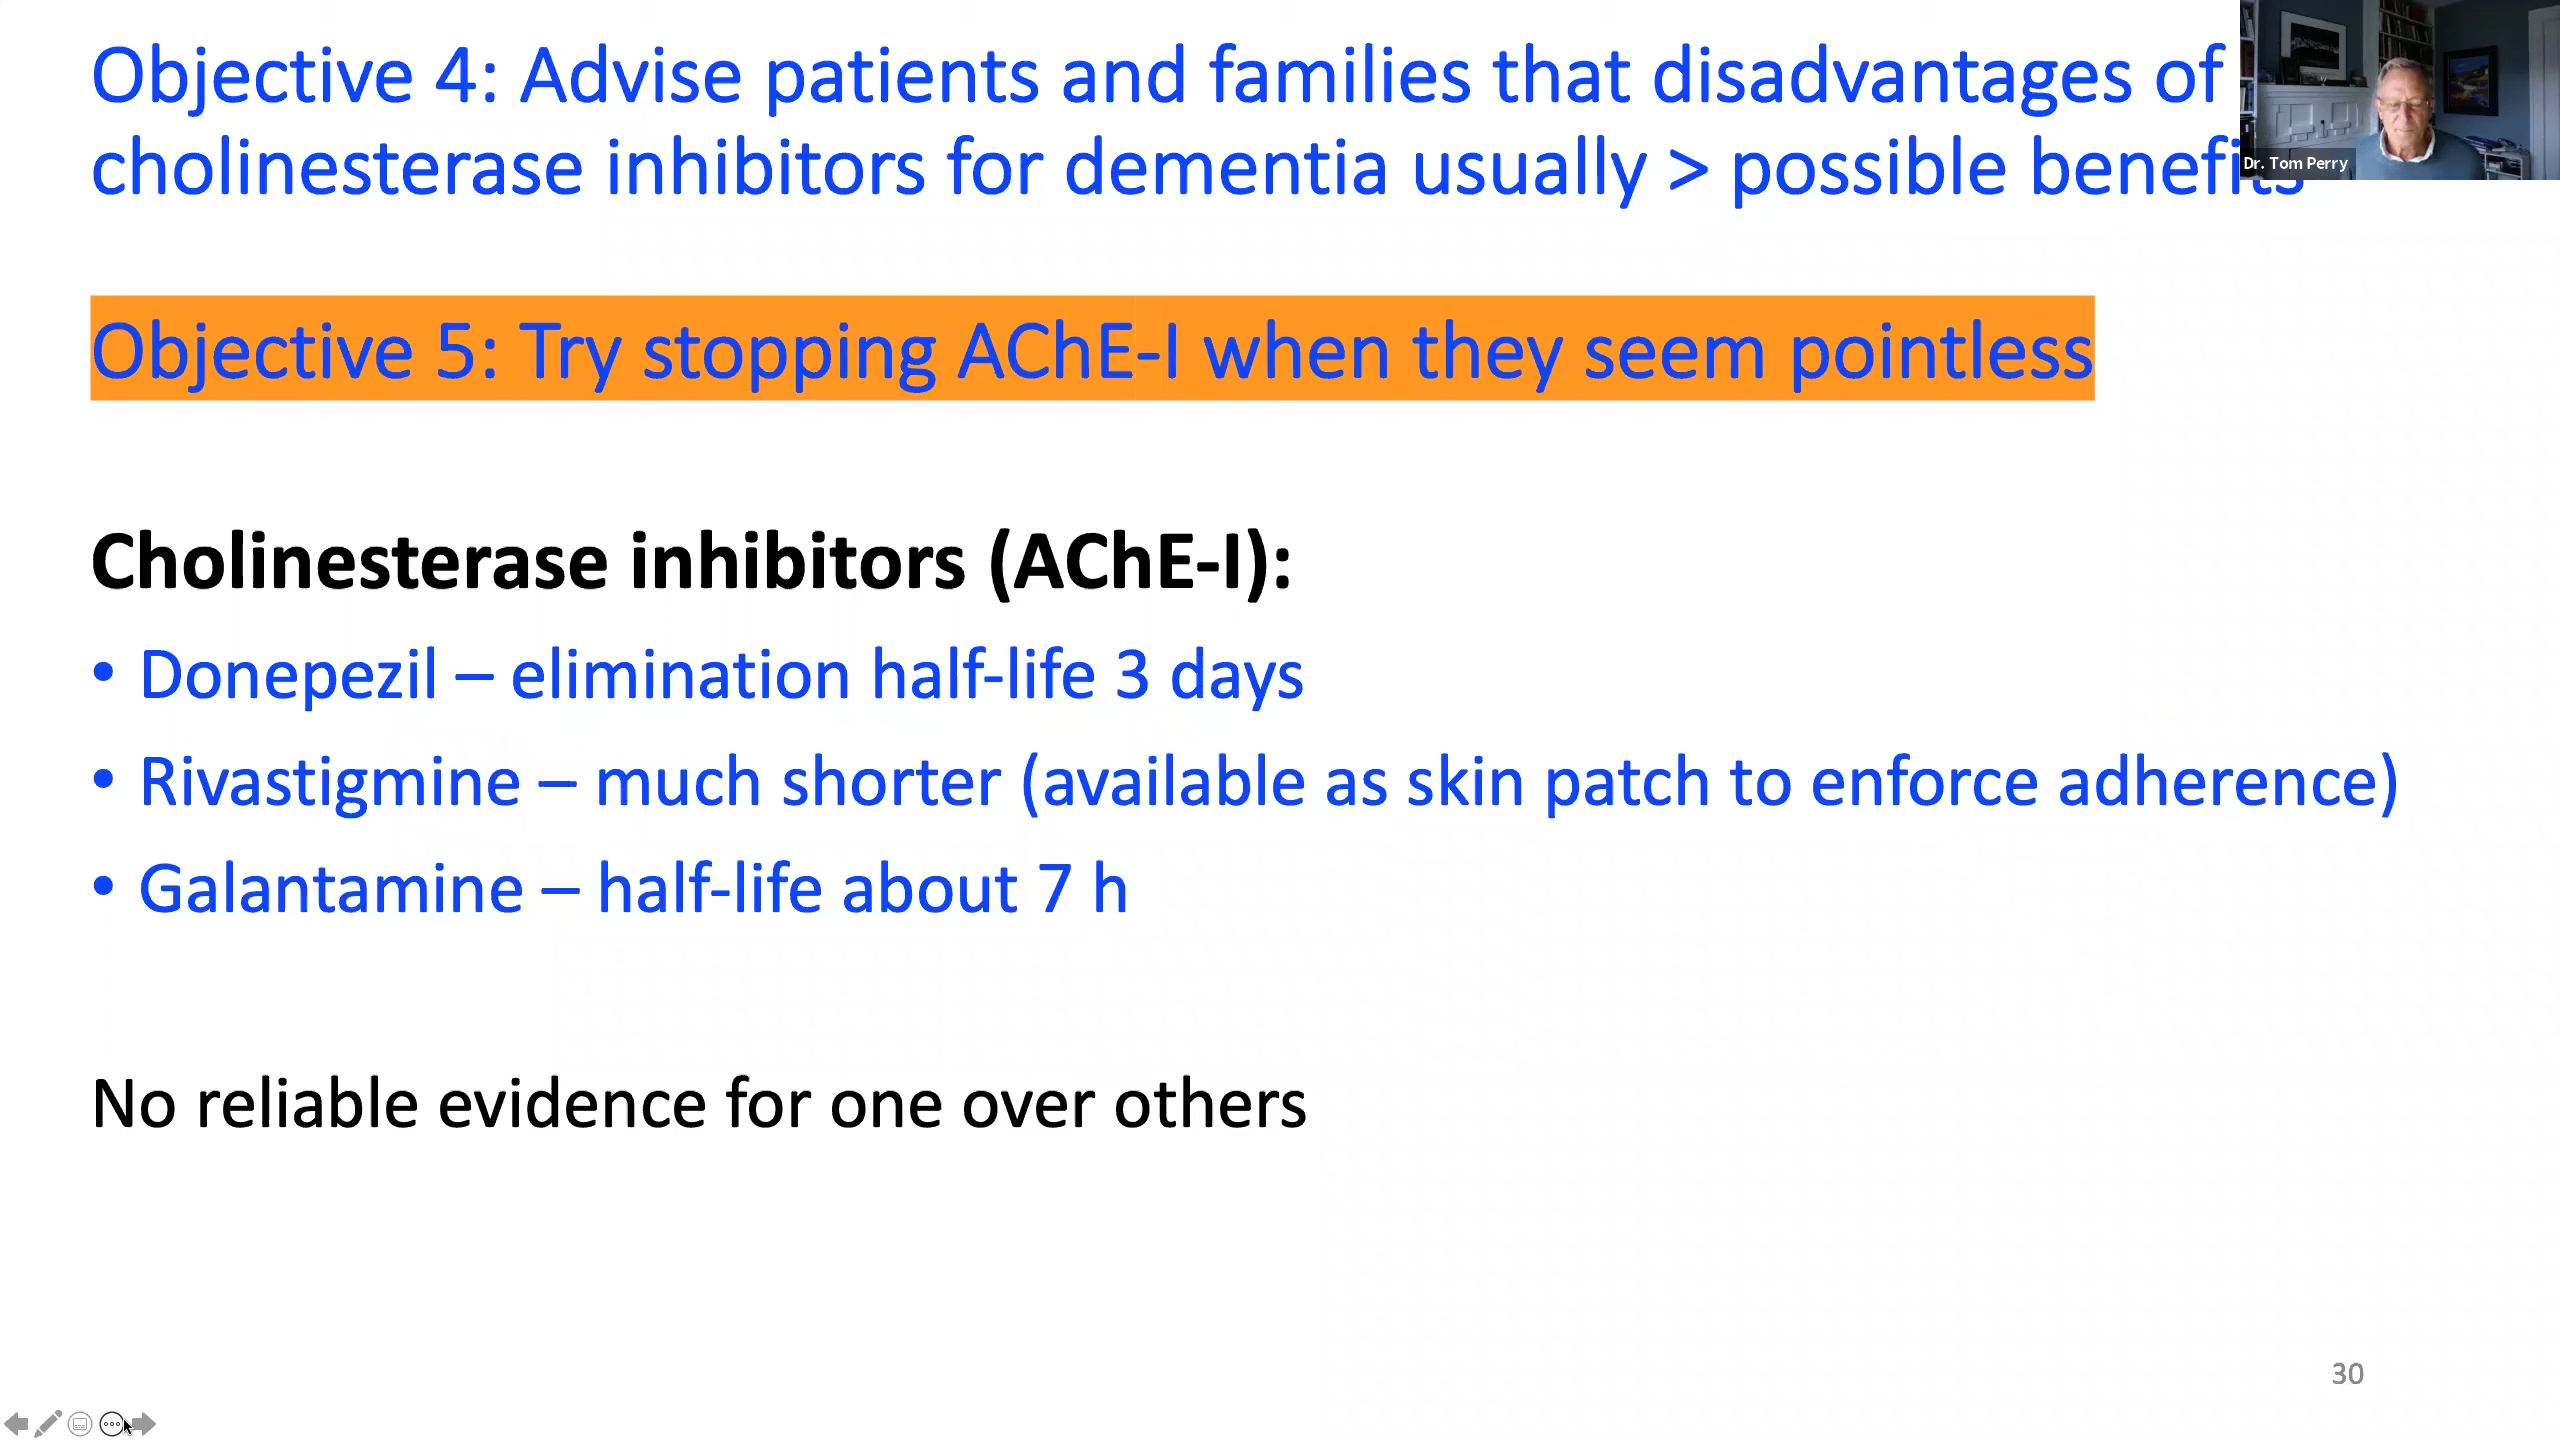 Objective 4: Advise patients and families that disadvantages of
cholinesterase inhibitors for dementia usually > possible benefits
Dr. Tom Perry
Objective 5: Try stopping AChE-I when they seem pointless
Cholinesterase inhibitors (AChE-I):
• Donepezil – elimination half-life 3 days
• Rivastigmine – much shorter (available as skin patch to enforce adherence)
• Galantamine – half-life about 7 h
No reliable evidence for one over others
30